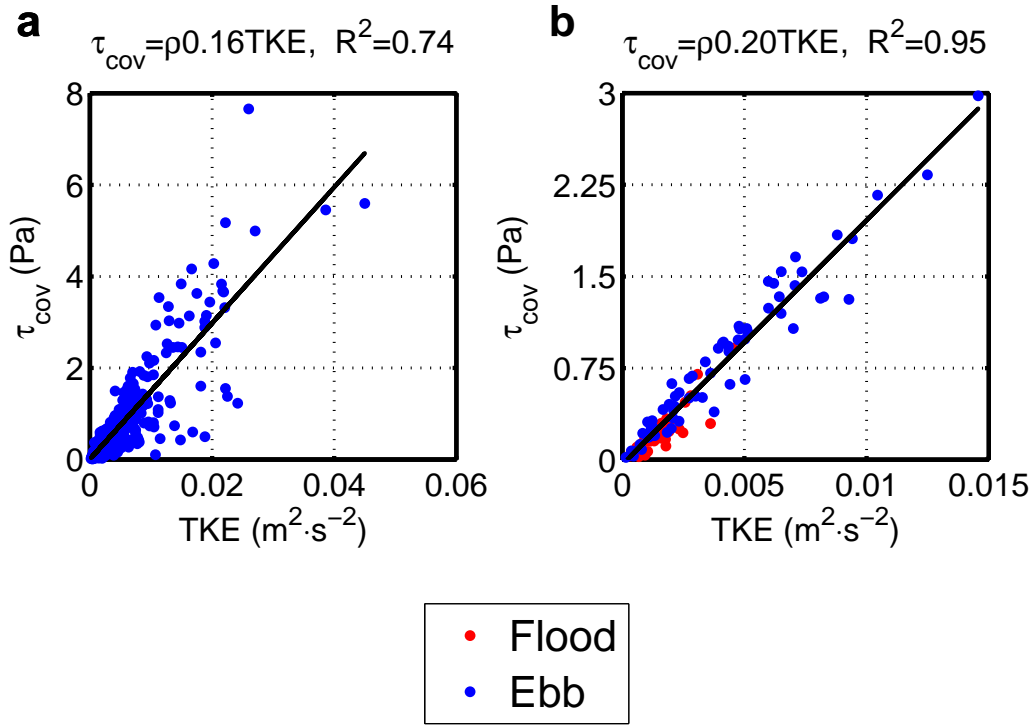 a
τcov=ρ0.16TKE, R²=0.74
8
6
4
2
0
0 0.02 0.04 0.06
τcov (Pa)
TKE (m²·s⁻²)
b
τcov=ρ0.20TKE, R²=0.95
3
2.25
1.5
0.75
0
0 0.005 0.01 0.015
τcov (Pa)
TKE (m²·s⁻²)
Flood
Ebb